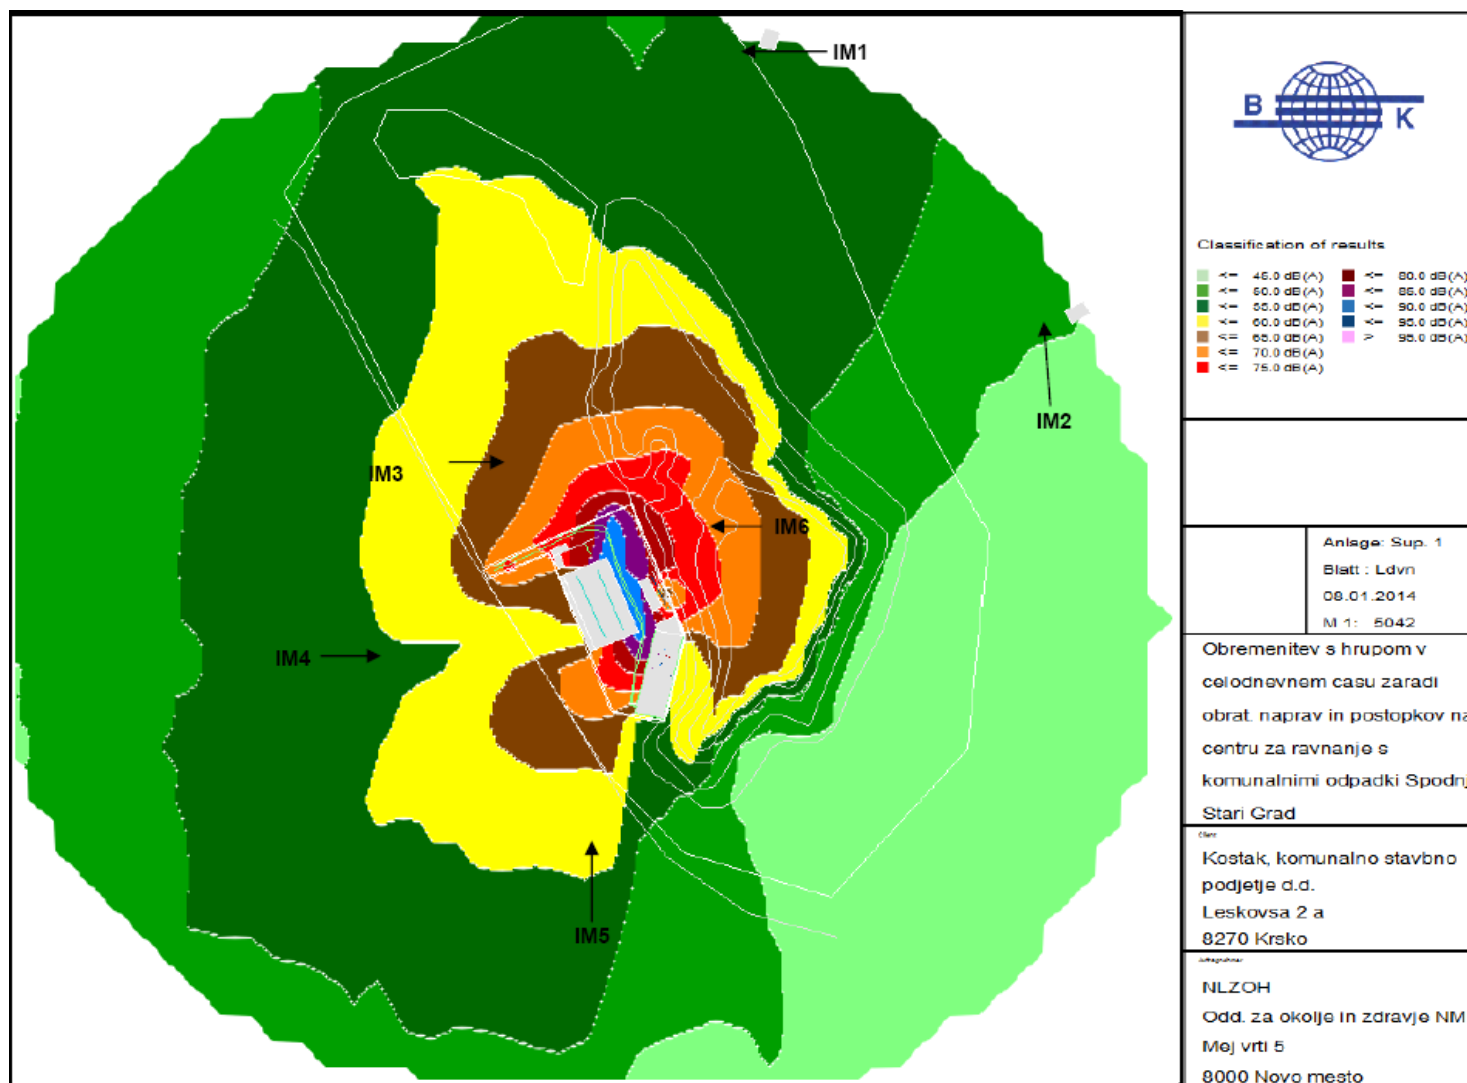 IM1
IM2
IM3
IM6
IM4
IM5
B K
Classification of results
<= 45.0 dB(A) <= 80.0 dB(A)
<= 50.0 dB(A) <= 85.0 dB(A)
<= 55.0 dB(A) <= 90.0 dB(A)
<= 60.0 dB(A) <= 95.0 dB(A)
<= 65.0 dB(A) > 95.0 dB(A)
<= 70.0 dB(A)
<= 75.0 dB(A)
Anlage: Sup. 1
Blatt : Ldvn
08.01.2014
M 1: 5042
Obremenitev s hrupom v
celodnevnem casu zaradi
obrat. naprav in postopkov na
centru za ravnanje s
komunalnimi odpadki Spodnj
Stari Grad
Kostak, komunalno stavbno
podjetje d.d.
Leskovsa 2 a
8270 Krsko
NLZOH
Odd. za okolje in zdravje NM
Mej vrti 5
8000 Novo mesto